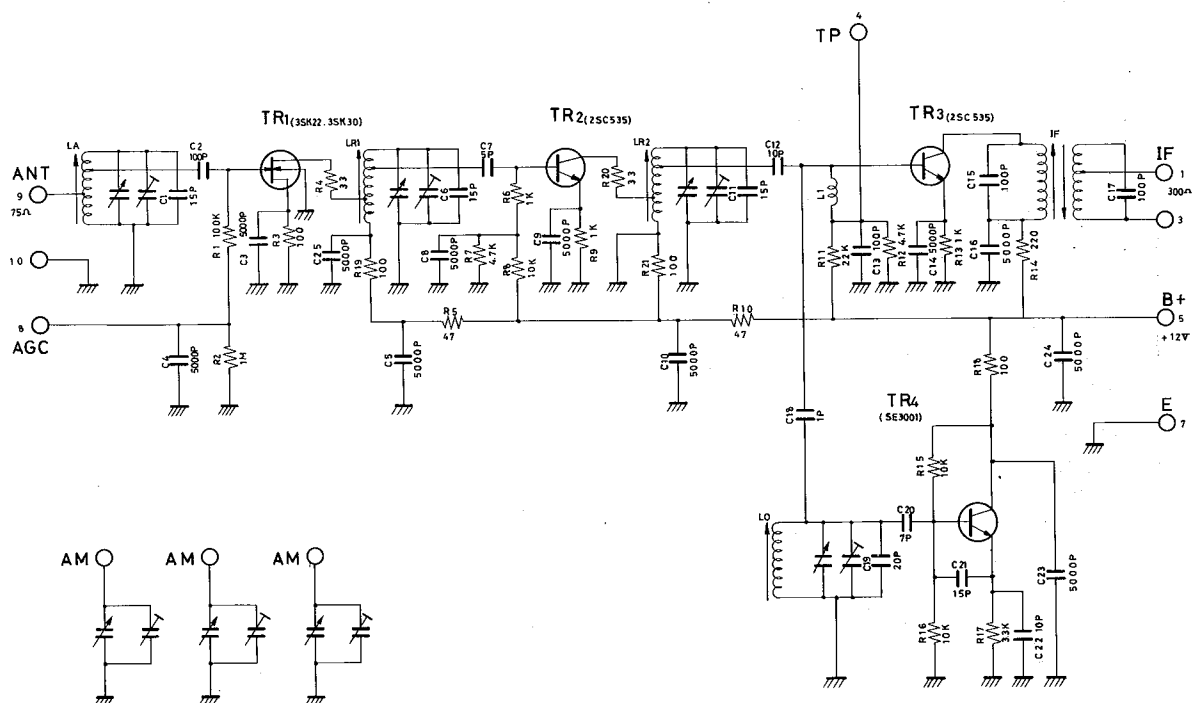 4
TP
TR1(3SK22.3SK30)
TR2(2SC535)
TR3(2SC535)
ANT
9
75Ω
LA
C1
15P
C2
100P
R1 100K
C3
5000P
R3
100
R4
33
LR1
C25
5000P
R19
100
C6
15P
C7
5P
C8
5000P
R7
4.7K
R6
1K
R8
10K
C9
5000P
R9 1K
R20
33
LR2
R21
100
C11
15P
C12
10P
L1
R11
22K
C13 100P
R12 4.7K
C14 5000P
R13 1K
C15
100P
C16
5000P
R14 220
IF
C17
100P
IF
1
300Ω
3
10
8
AGC
C4
5000P
R2
1M
R5
47
C5
5000P
C10
5000P
R10
47
B+
5
+12V
C24
5000P
R18
100
C18
1P
TR4
(SE3001)
E
7
R15
10K
LO
C19
20P
C20
7P
C21
15P
R16
10K
R17
3.3K
C22 10P
C23
5000P
AM
AM
AM